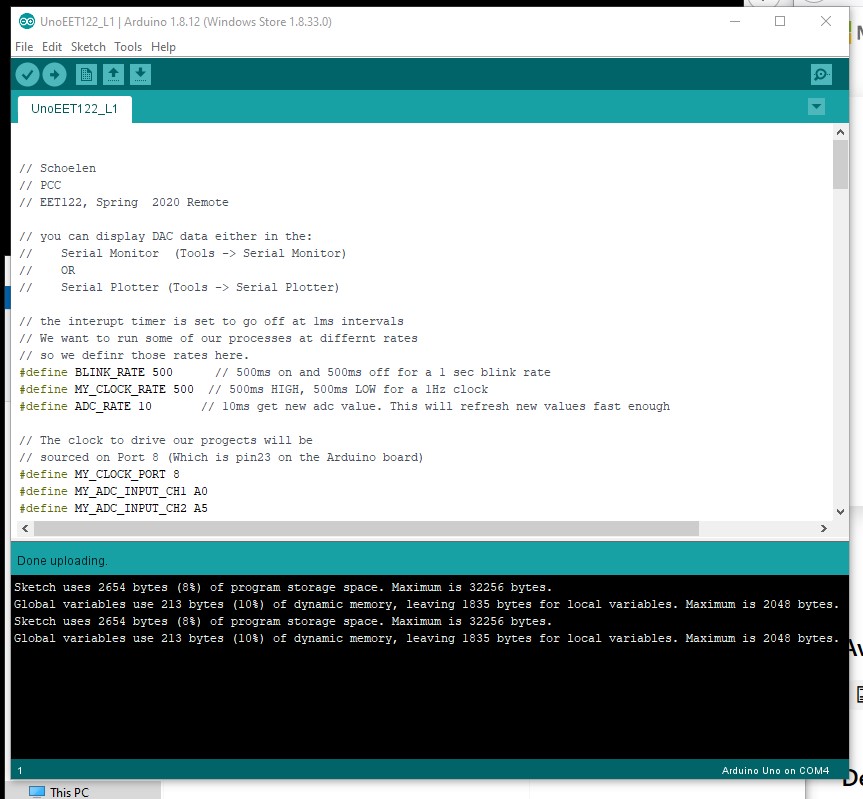 UnoEET122_L1 | Arduino 1.8.12 (Windows Store 1.8.33.0)
File Edit Sketch Tools Help
UnoEET122_L1
// Schoelen
// PCC
// EET122, Spring  2020 Remote
// you can display DAC data either in the:
//    Serial Monitor  (Tools -> Serial Monitor)
//    OR
//    Serial Plotter (Tools -> Serial Plotter)
// the interupt timer is set to go off at 1ms intervals
// We want to run some of our processes at differnt rates
// so we definr those rates here.
#define BLINK_RATE 500      // 500ms on and 500ms off for a 1 sec blink rate
#define MY_CLOCK_RATE 500  // 500ms HIGH, 500ms LOW for a 1Hz clock
#define ADC_RATE 10       // 10ms get new adc value. This will refresh new values fast enough
// The clock to drive our progects will be
// sourced on Port 8 (Which is pin23 on the Arduino board)
#define MY_CLOCK_PORT 8
#define MY_ADC_INPUT_CH1 A0
#define MY_ADC_INPUT_CH2 A5
Done uploading.
Sketch uses 2654 bytes (8%) of program storage space. Maximum is 32256 bytes.
Global variables use 213 bytes (10%) of dynamic memory, leaving 1835 bytes for local variables. Maximum is 2048 bytes.
Sketch uses 2654 bytes (8%) of program storage space. Maximum is 32256 bytes.
Global variables use 213 bytes (10%) of dynamic memory, leaving 1835 bytes for local variables. Maximum is 2048 bytes.
1
Arduino Uno on COM4
This PC